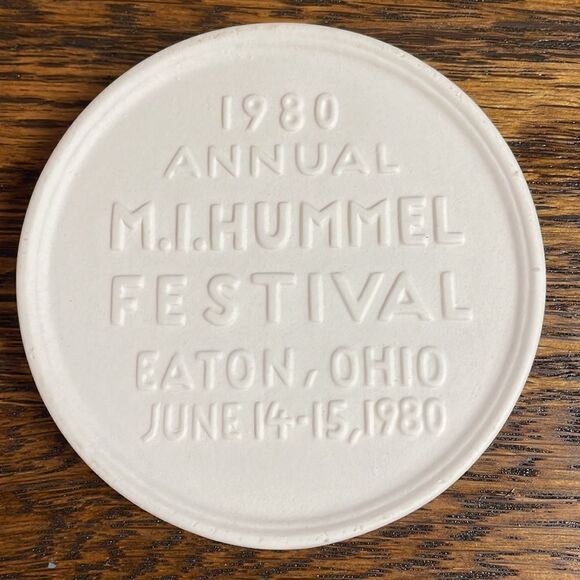 1980
ANNUAL
M.I.HUMMEL
FESTIVAL
EATON, OHIO
JUNE 14-15,1980